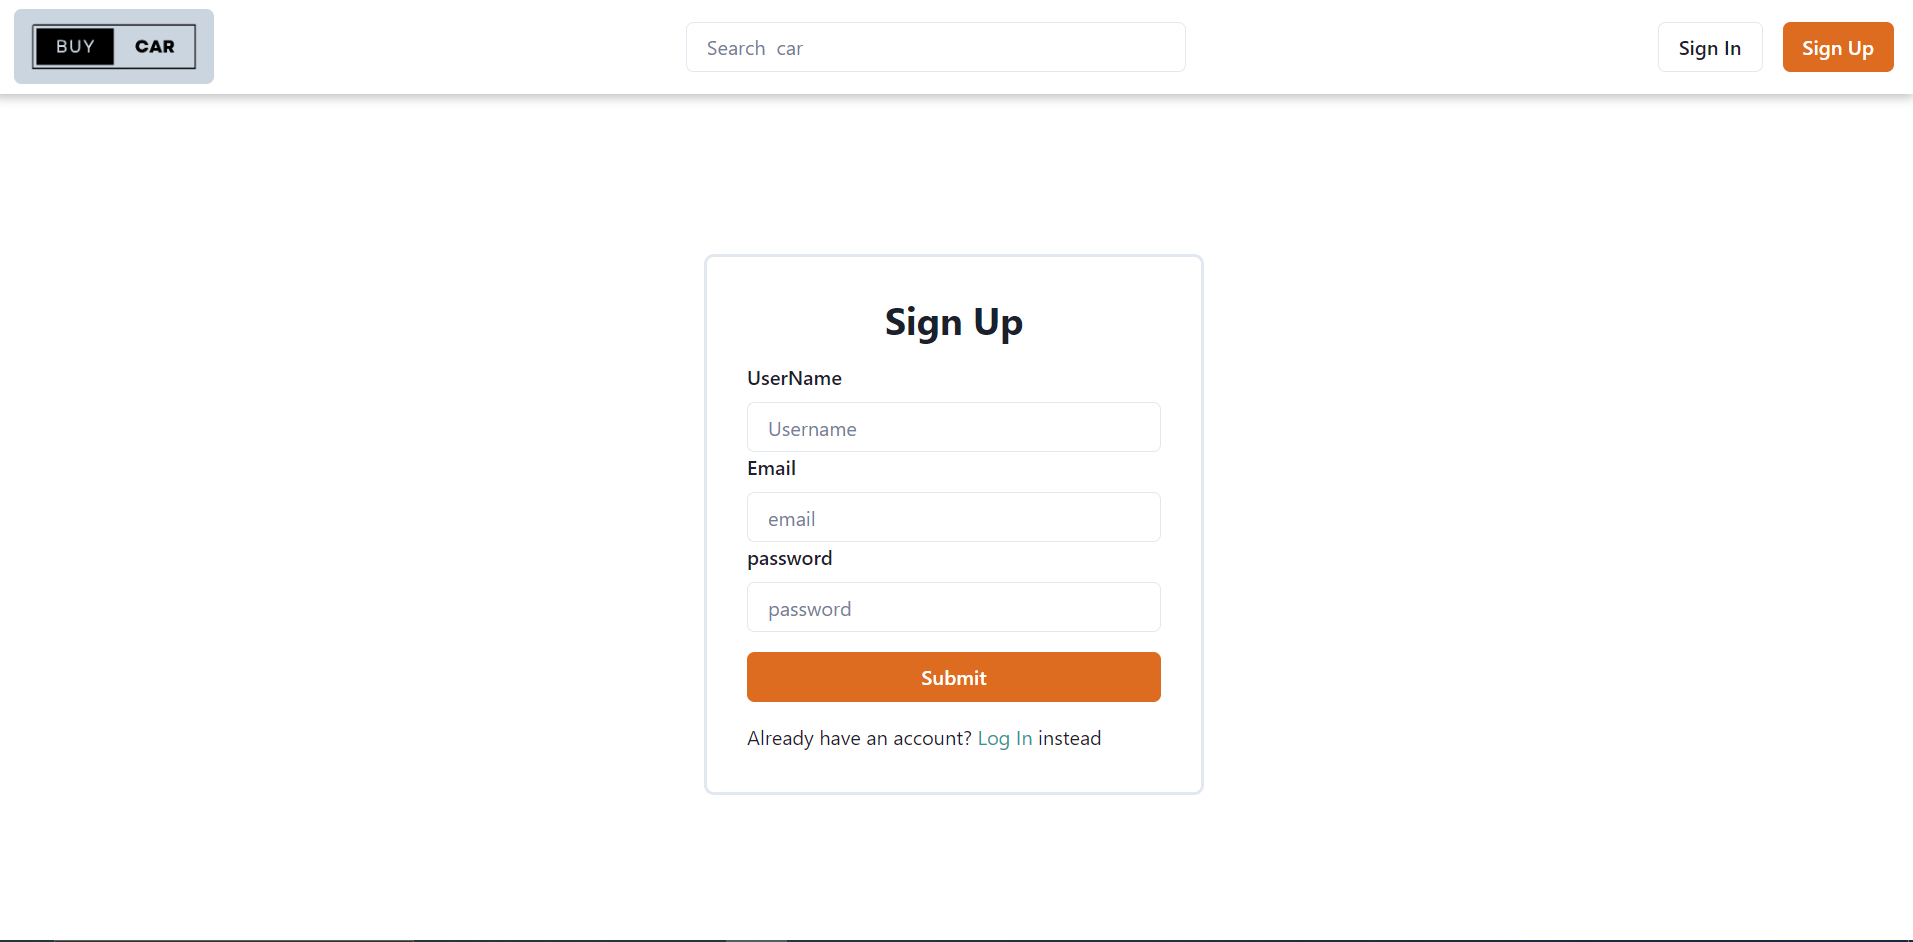 BUY CAR
Search car
Sign In
Sign Up
Sign Up
UserName
Username
Email
email
password
password
Submit
Already have an account? Log In instead